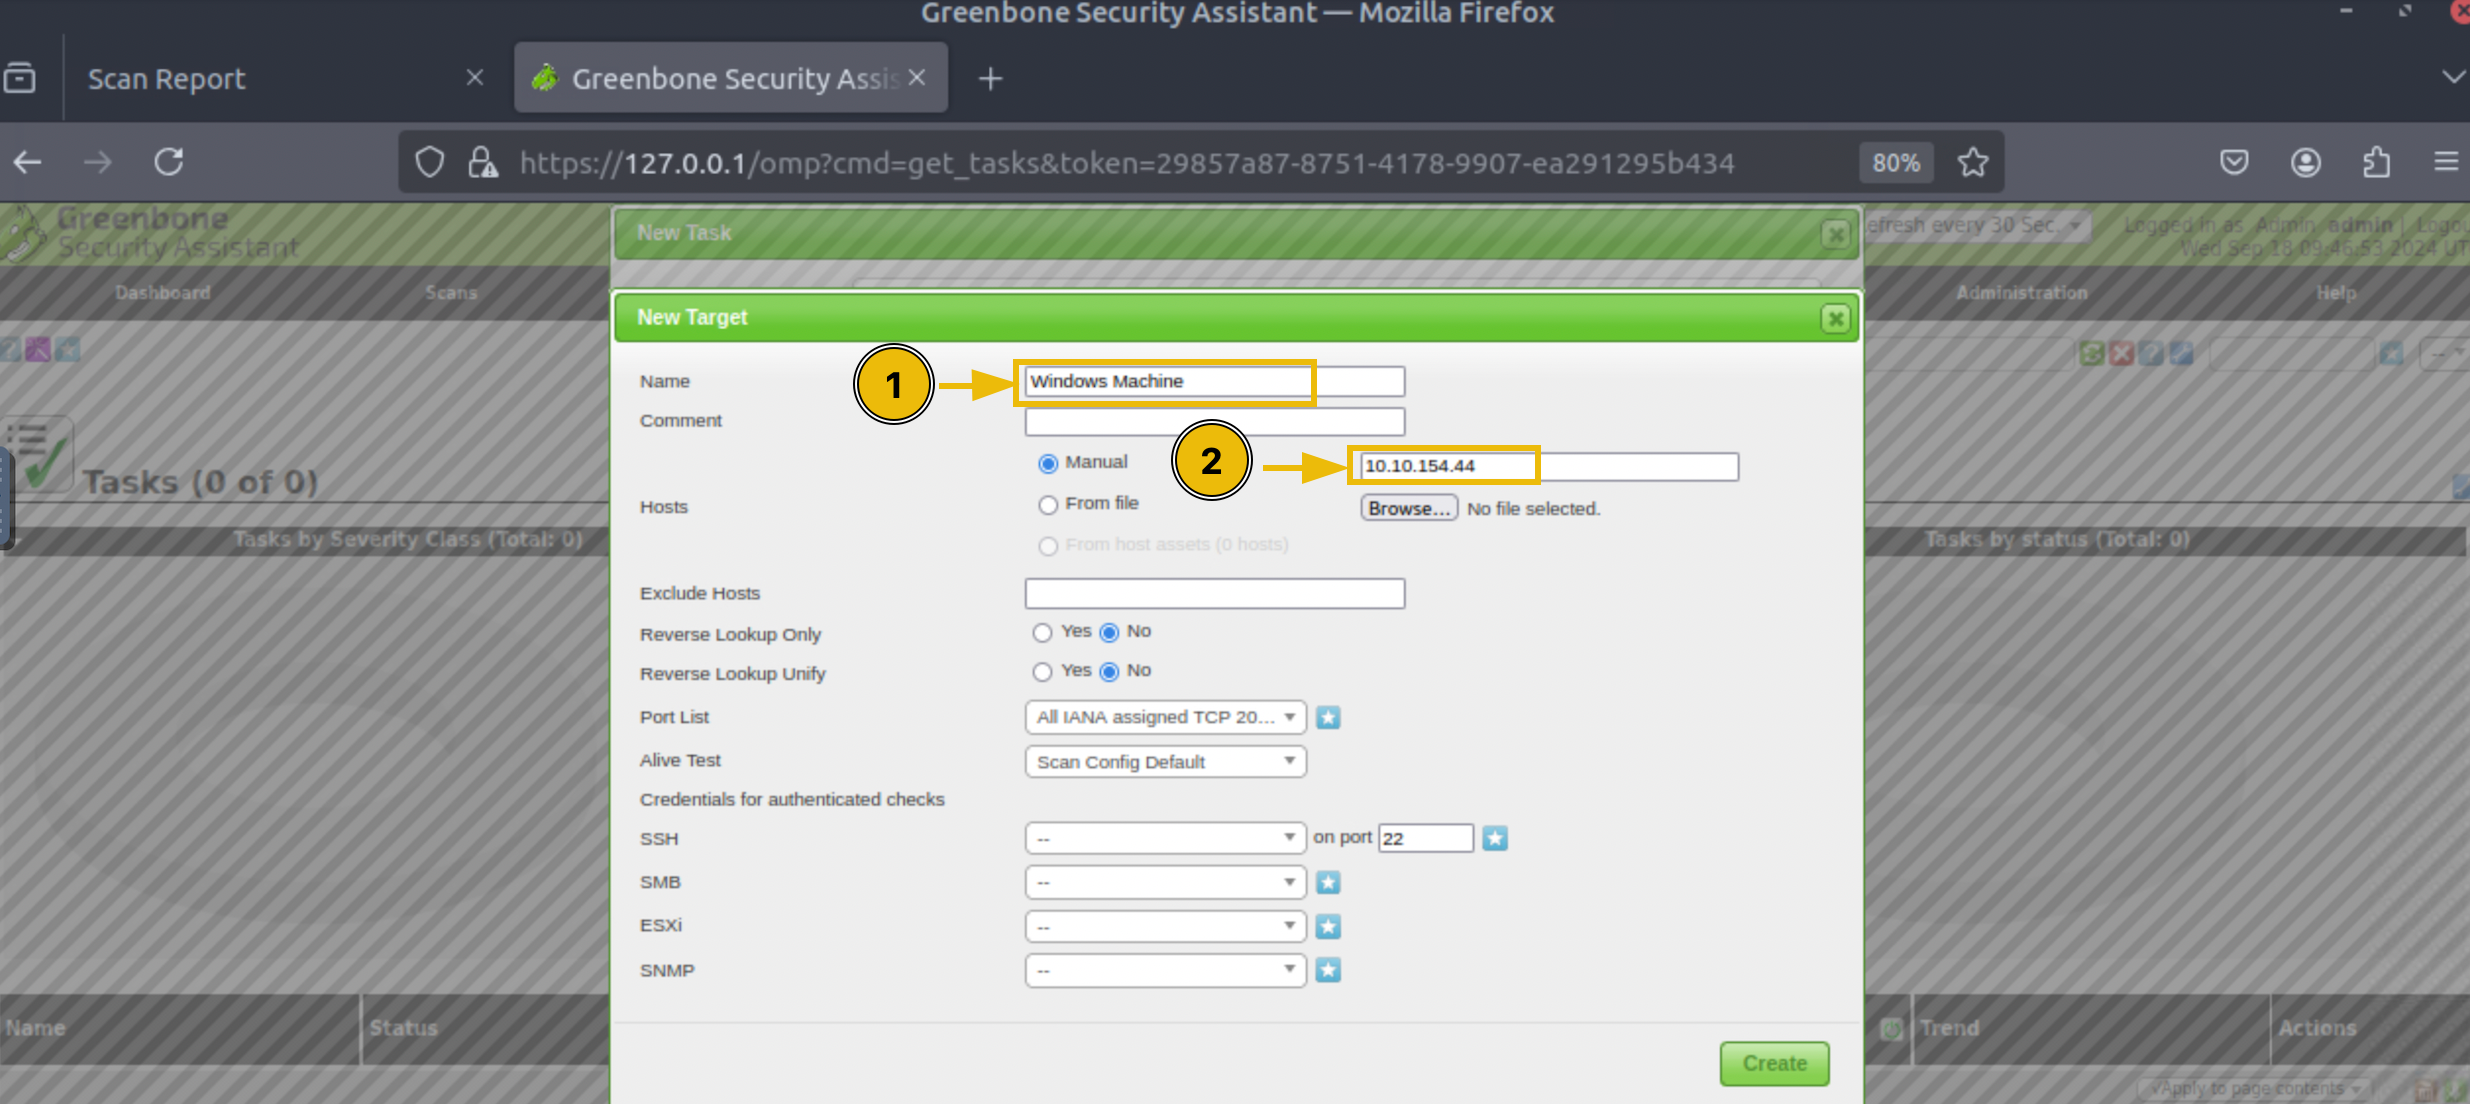 Greenbone Security Assistant — Mozilla Firefox
Scan Report
Greenbone Security Assis
https://127.0.0.1/omp?cmd=get_tasks&token=29857a87-8751-4178-9907-ea291295b434
80%
Greenbone
Security Assistant
New Task
efresh every 30 Sec.
Logged in as Admin admin | Logou
Wed Sep 18 09:46:53 2024 UT
Dashboard
Scans
Administration
Help
New Target
Name
1
Windows Machine
Comment
Manual
2
10.10.154.44
Hosts
From file
Browse... No file selected.
From host assets (0 hosts)
Tasks (0 of 0)
Tasks by Severity Class (Total: 0)
Tasks by status (Total: 0)
Exclude Hosts
Reverse Lookup Only
Yes No
Reverse Lookup Unify
Yes No
Port List
All IANA assigned TCP 20...
Alive Test
Scan Config Default
Credentials for authenticated checks
SSH
--
on port 22
SMB
--
ESXi
--
SNMP
--
Name
Status
Trend
Actions
Create
√Apply to page contents
--